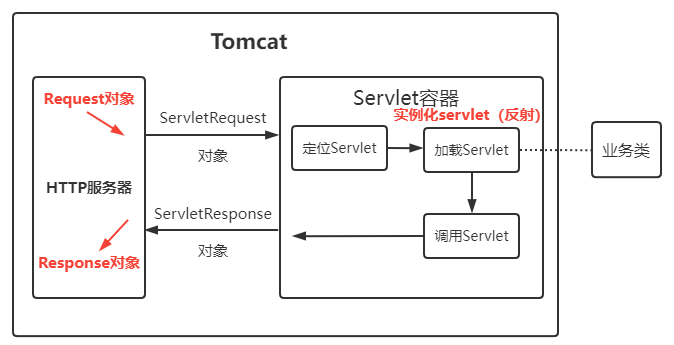 Tomcat
Request对象
HTTP服务器
Response对象
ServletRequest
对象
ServletResponse
对象
Servlet容器
实例化servlet（反射)
定位Servlet
加载Servlet
调用Servlet
业务类